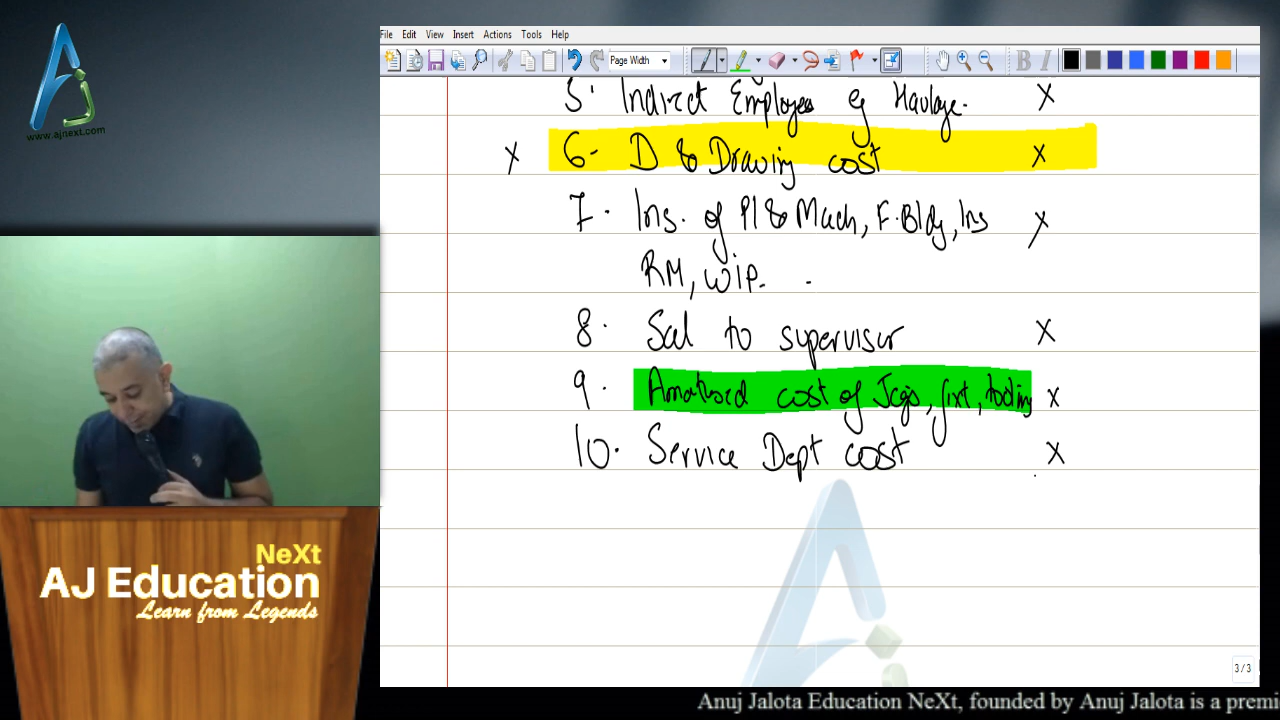 www.ajnext.com
File Edit View Insert Actions Tools Help
Page Width
B I
5. Indirect Employee eg Haulage. X
X 6- D & Drawing cost X
7. Ins. of Pl & Mach, F. Bldg, Ins X
RM, WIP.
8. Sal to supervisor X
9. Amotised cost of Jigs, fixt, tooling X
10. Service Dept cost X
3/3
NeXt
AJ Education
Learn from Legends
Anuj Jalota Education NeXt, founded by Anuj Jalota is a premi